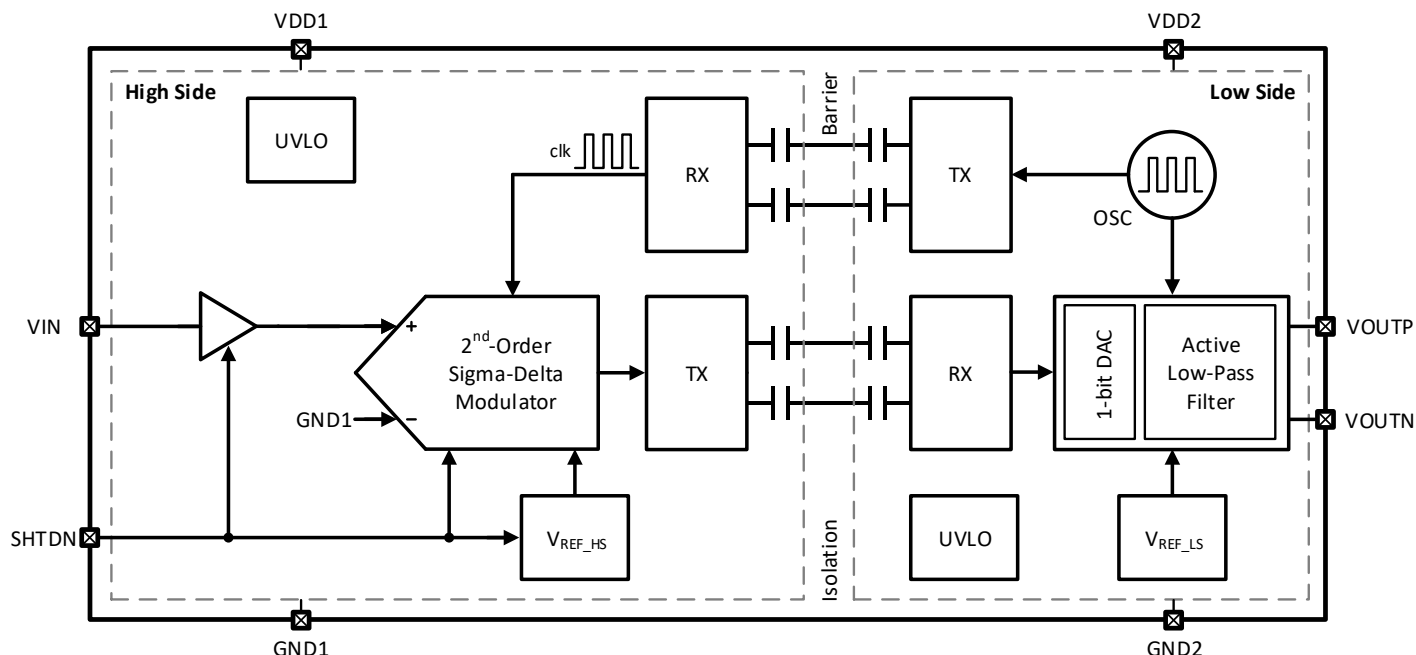 VDD1
VDD2
High Side
Low Side
Barrier
UVLO
clk
RX
TX
OSC
VIN
+
2nd-Order
Sigma-Delta
Modulator
GND1
−
TX
RX
1-bit DAC
Active
Low-Pass
Filter
VOUTP
VOUTN
SHTDN
VREF_HS
Isolation
UVLO
VREF_LS
GND1
GND2